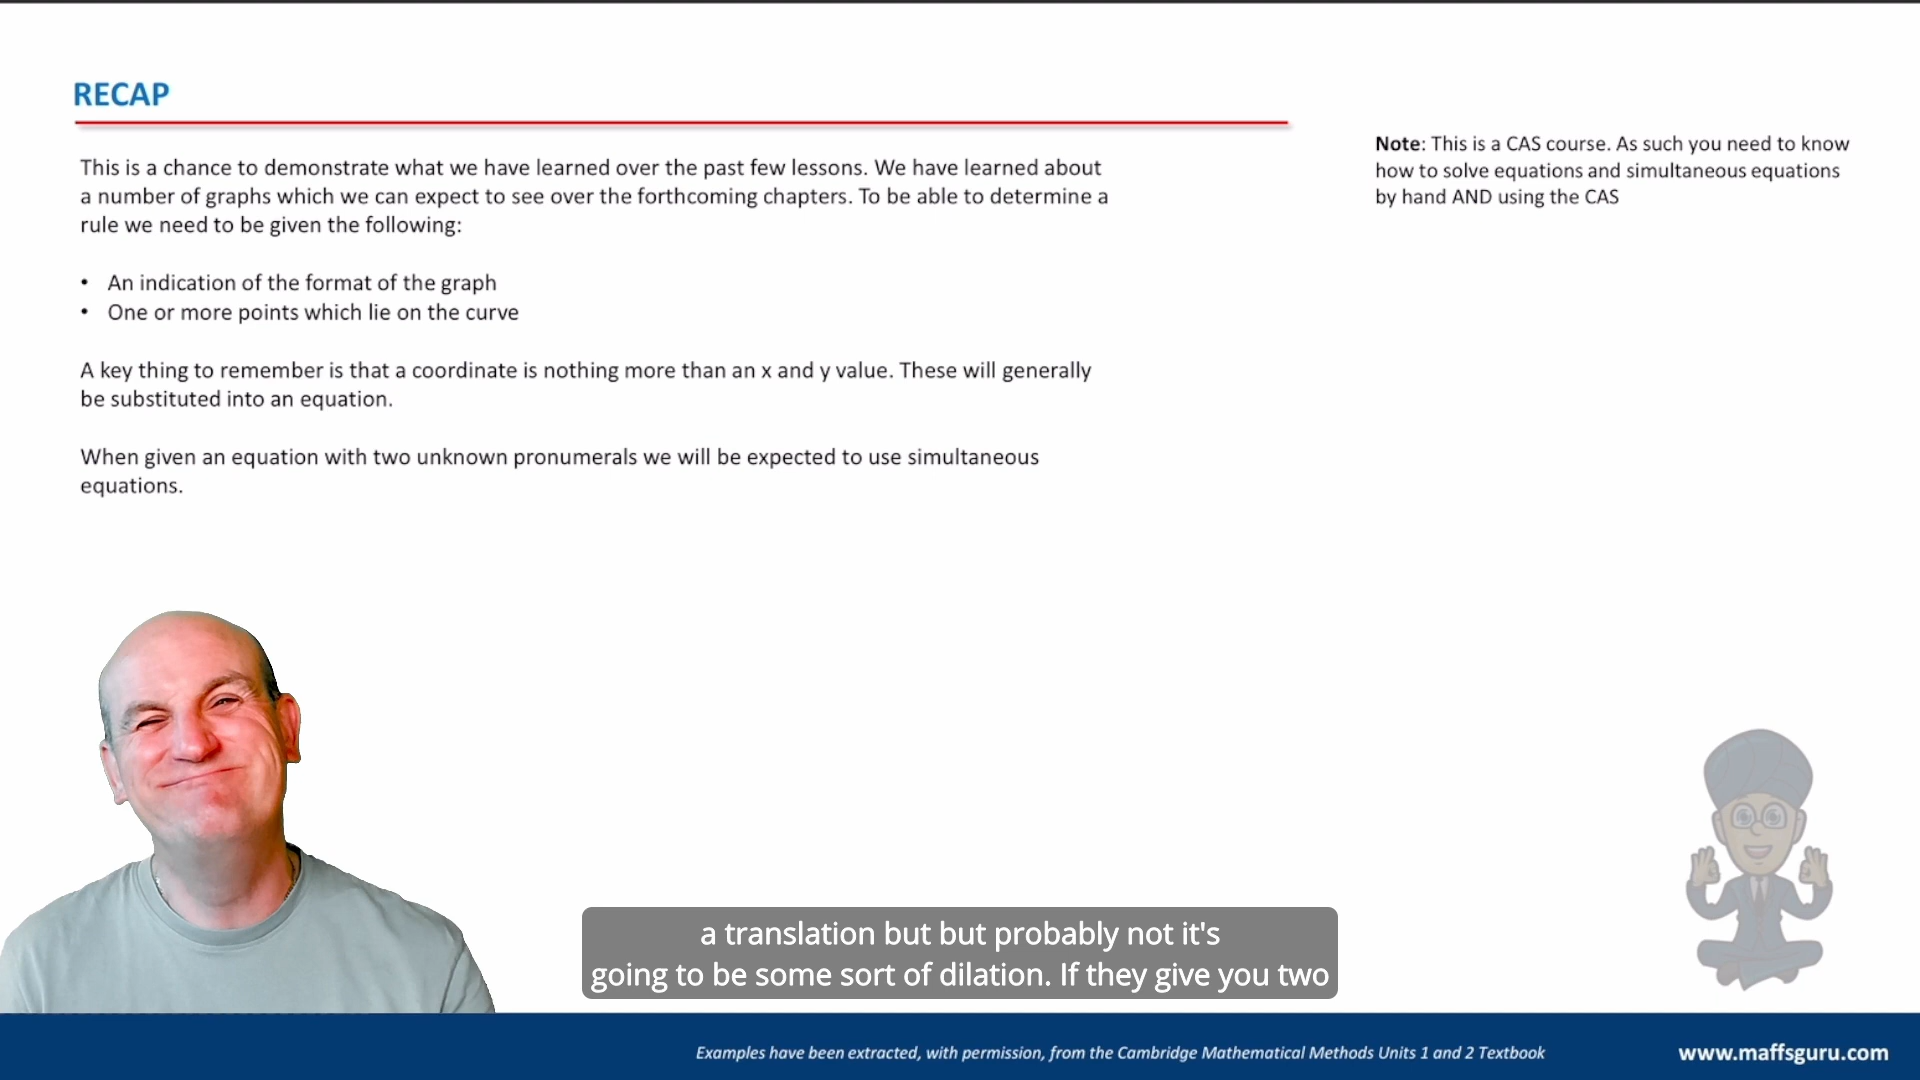 RECAP
This is a chance to demonstrate what we have learned over the past few lessons. We have learned about
a number of graphs which we can expect to see over the forthcoming chapters. To be able to determine a
rule we need to be given the following:
• An indication of the format of the graph
• One or more points which lie on the curve
A key thing to remember is that a coordinate is nothing more than an x and y value. These will generally
be substituted into an equation.
When given an equation with two unknown pronumerals we will be expected to use simultaneous
equations.
Note: This is a CAS course. As such you need to know
how to solve equations and simultaneous equations
by hand AND using the CAS
a translation but but probably not it's
going to be some sort of dilation. If they give you two
Examples have been extracted, with permission, from the Cambridge Mathematical Methods Units 1 and 2 Textbook
www.maffsguru.com